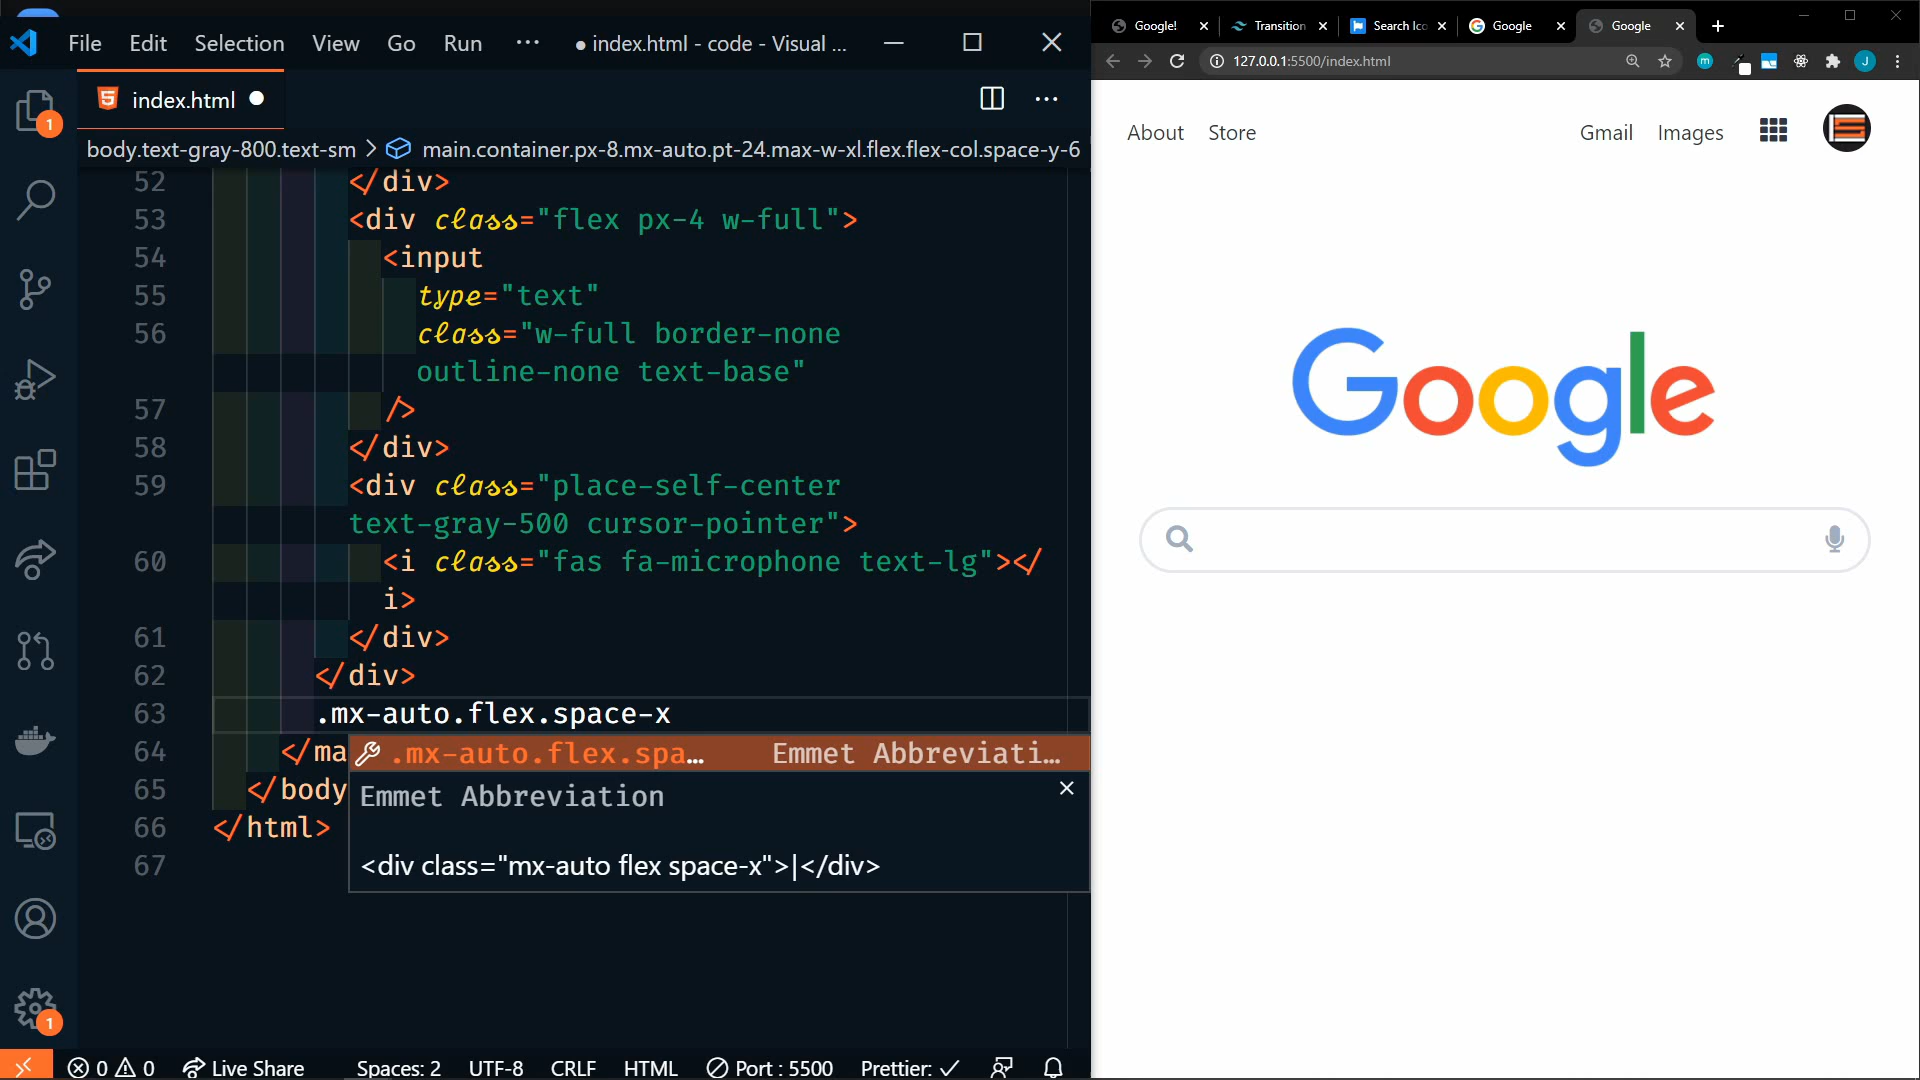 File Edit Selection View Go Run ··· ● index.html - code - Visual ...
index.html ●
body.text-gray-800.text-sm > main.container.px-8.mx-auto.pt-24.max-w-xl.flex.flex-col.space-y-6
52 </div>
53 <div class="flex px-4 w-full">
54 <input
55 type="text"
56 class="w-full border-none
outline-none text-base"
57 />
58 </div>
59 <div class="place-self-center
text-gray-500 cursor-pointer">
60 <i class="fas fa-microphone text-lg"></
i>
61 </div>
62 </div>
63 .mx-auto.flex.space-x
64 </ma
.mx-auto.flex.spa… Emmet Abbreviati…
65 </body
Emmet Abbreviation
66 </html>
67
<div class="mx-auto flex space-x">|</div>
1
1
0 0 Live Share Spaces: 2 UTF-8 CRLF HTML Port : 5500 Prettier: ✓
Google! Transition Search Ico Google Google
127.0.0.1:5500/index.html
m J
About Store Gmail Images
Google